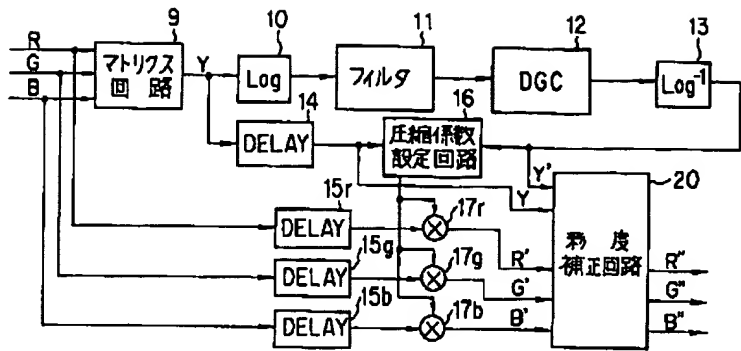 9
10
11
12
13
R
G
B
マトリクス
回路
Y
Log
フィルタ
DGC
Log⁻¹
14
DELAY
16
圧縮係数
設定回路
Y'
Y
20
15r
DELAY
17r
R'
15g
DELAY
17g
G'
15b
DELAY
17b
B'
度
補正回路
R"
G"
B"